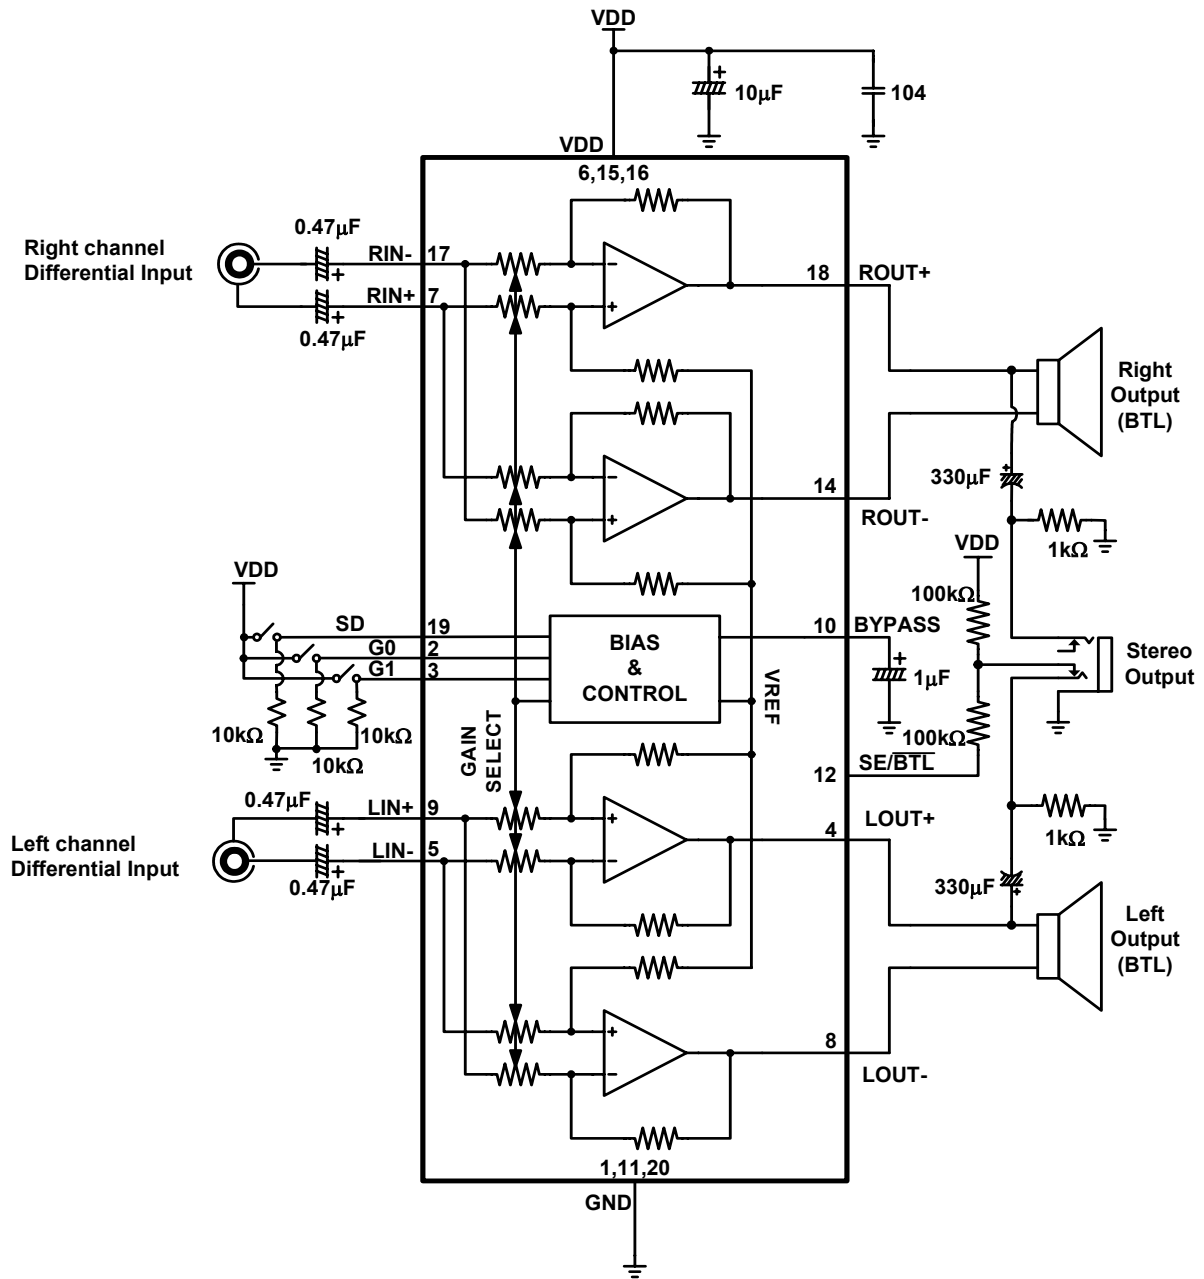 VDD
10μF
104
VDD
6,15,16
0.47μF
Right channel
Differential Input
RIN-
17
RIN+
7
0.47μF
18
ROUT+
Right
Output
(BTL)
330μF
14
ROUT-
1kΩ
VDD
VDD
100kΩ
SD
19
G0
2
G1
3
BIAS
&
CONTROL
10
BYPASS
1μF
Stereo
Output
VREF
10kΩ
10kΩ
10kΩ
GAIN
SELECT
100kΩ
SE/BTL
12
0.47μF
LIN+
9
Left channel
Differential Input
LIN-
5
0.47μF
4
LOUT+
1kΩ
330μF
Left
Output
(BTL)
8
LOUT-
1,11,20
GND